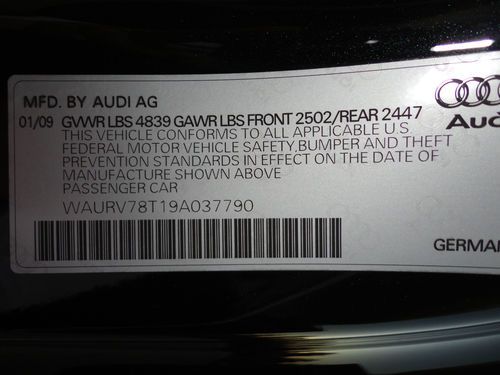 MFD. BY AUDI AG
01/09 GVWR LBS 4839 GAWR LBS FRONT 2502/REAR 2447
THIS VEHICLE CONFORMS TO ALL APPLICABLE U.S
FEDERAL MOTOR VEHICLE SAFETY,BUMPER AND THEFT
PREVENTION STANDARDS IN EFFECT ON THE DATE OF
MANUFACTURE SHOWN ABOVE
PASSENGER CAR
WAURV78T19A037790
Aud
GERMAN